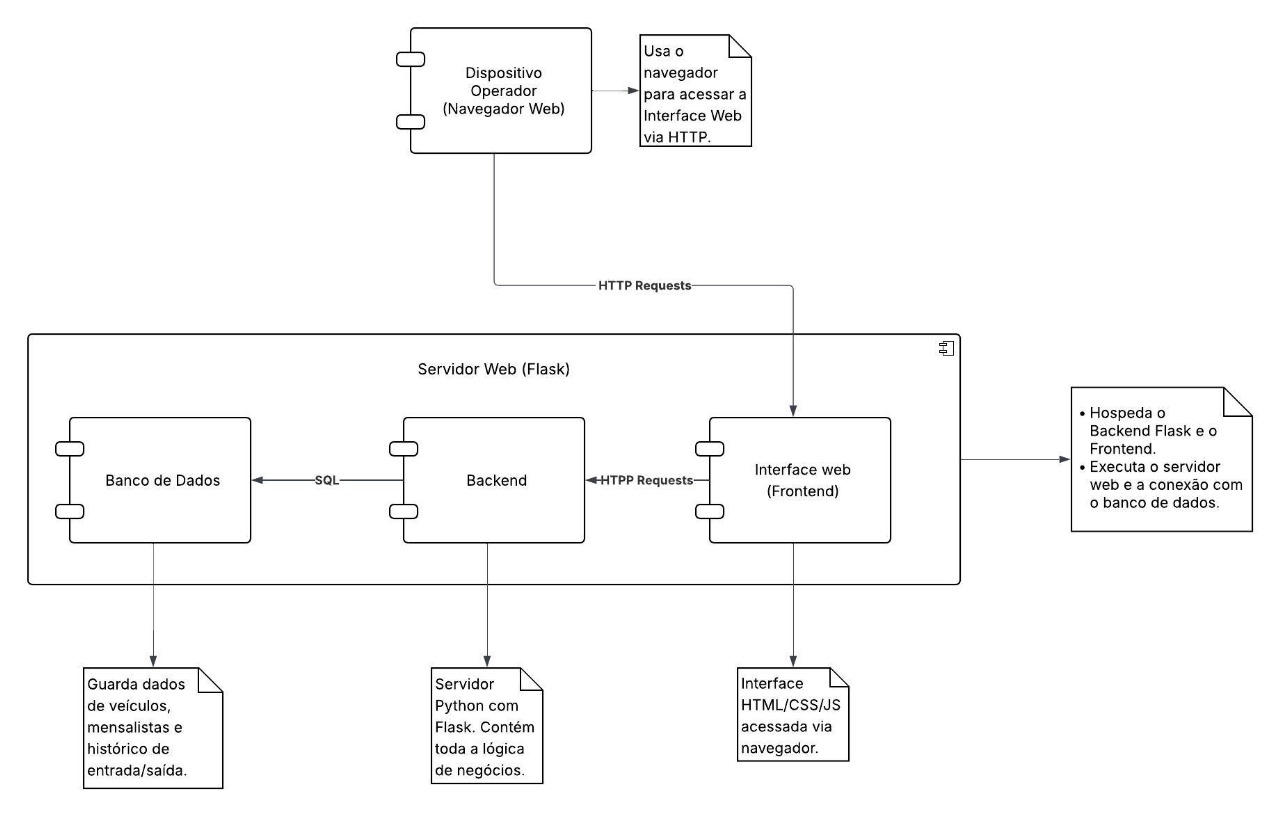 Dispositivo
Operador
(Navegador Web)
Usa o
navegador
para acessar a
Interface Web
via HTTP.
HTTP Requests
Servidor Web (Flask)
Banco de Dados
SQL
Backend
HTPP Requests
Interface web
(Frontend)
• Hospeda o
Backend Flask e o
Frontend.
• Executa o servidor
web e a conexão com
o banco de dados.
Guarda dados
de veículos,
mensalistas e
histórico de
entrada/saída.
Servidor
Python com
Flask. Contém
toda a lógica
de negócios.
Interface
HTML/CSS/JS
acessada via
navegador.